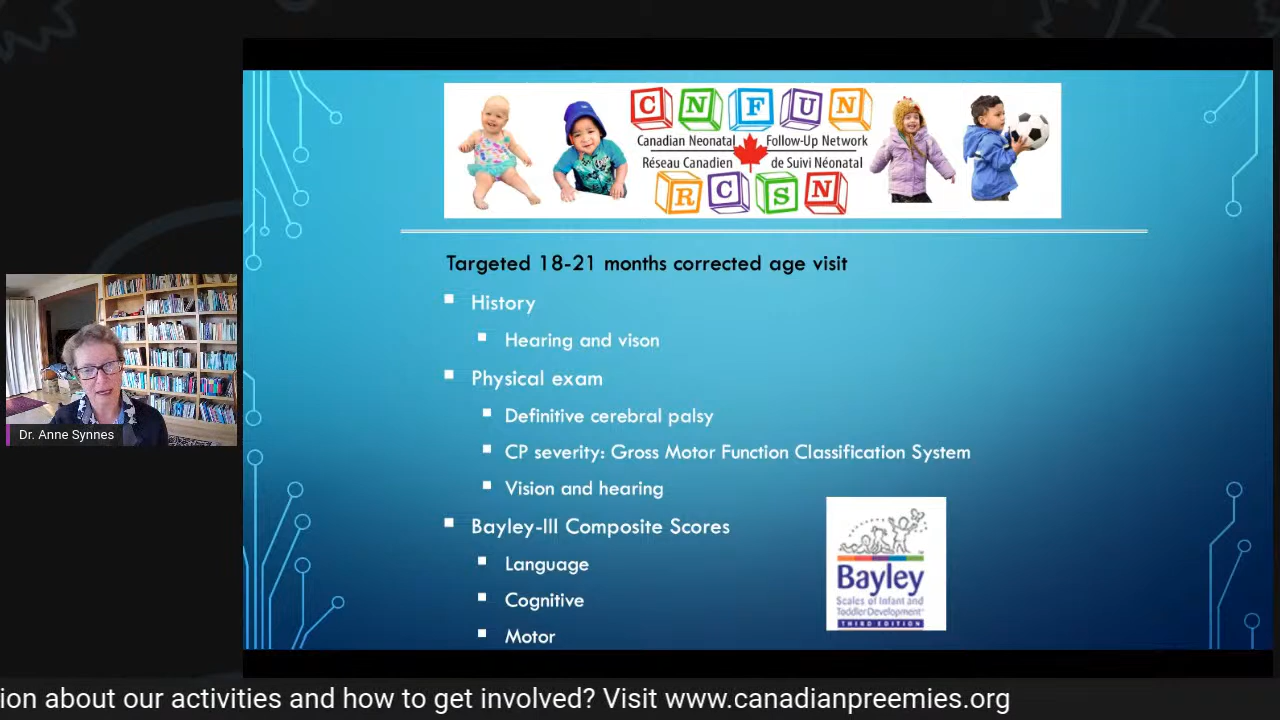 C N F U N
Canadian Neonatal Follow-Up Network
Réseau Canadien de Suivi Néonatal
R C S N
Targeted 18-21 months corrected age visit
History
Hearing and vison
Physical exam
Definitive cerebral palsy
CP severity: Gross Motor Function Classification System
Vision and hearing
Bayley-III Composite Scores
Language
Cognitive
Motor
Bayley
Scales of Infant and
Toddler Development
THIRD EDITION
Dr. Anne Synnes
ion about our activities and how to get involved? Visit www.canadianpreemies.org